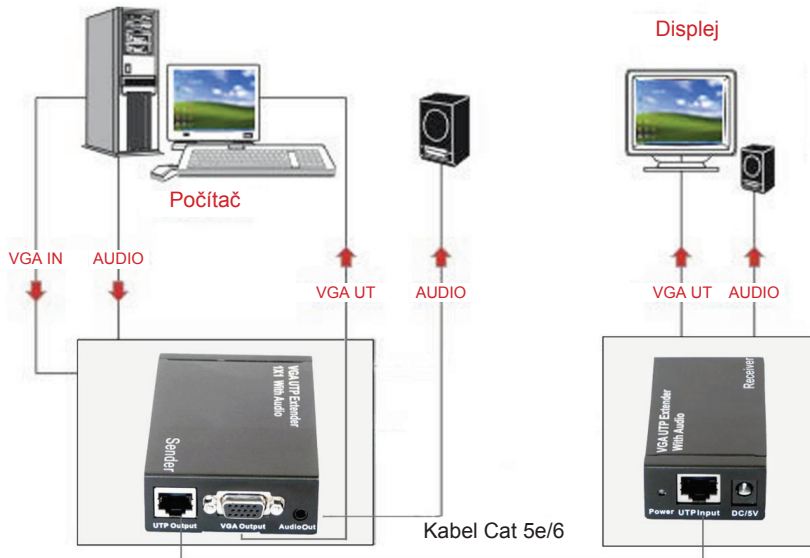 Displej
Počítač
VGA IN
AUDIO
VGA UT
AUDIO
VGA UT
AUDIO
VGA UTP Extender
1X1 With Audio
Sender
UTP Output
VGA Output
AudioOut
Kabel Cat 5e/6
Receiver
VGA UTP Extender
With Audio
Power
UTP Input
DC/5V